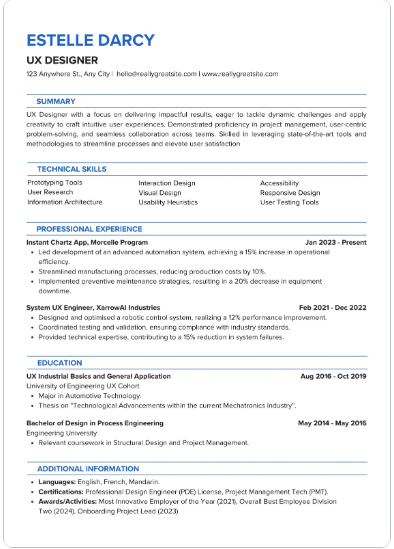 ESTELLE DARCY
UX DESIGNER
123 Anywhere St., Any City | hello@reallygreatsite.com | www.reallygreatsite.com
SUMMARY
UX Designer with a focus on delivering impactful results, eager to tackle dynamic challenges and apply
creativity to craft intuitive user experiences. Demonstrated proficiency in project management, user-centric
problem-solving, and seamless collaboration across teams. Skilled in leveraging state-of-the-art tools and
methodologies to streamline processes and elevate user satisfaction
TECHNICAL SKILLS
Prototyping Tools
User Research
Information Architecture
Interaction Design
Visual Design
Usability Heuristics
Accessibility
Responsive Design
User Testing Tools
PROFESSIONAL EXPERIENCE
Instant Chartz App, Morcelle Program Jan 2023 - Present
• Led development of an advanced automation system, achieving a 15% increase in operational
efficiency.
• Streamlined manufacturing processes, reducing production costs by 10%.
• Implemented preventive maintenance strategies, resulting in a 20% decrease in equipment
downtime.
System UX Engineer, XarrowAI Industries Feb 2021 - Dec 2022
• Designed and optimised a robotic control system, realizing a 12% performance improvement.
• Coordinated testing and validation, ensuring compliance with industry standards.
• Provided technical expertise, contributing to a 15% reduction in system failures.
EDUCATION
UX Industrial Basics and General Application Aug 2016 - Oct 2019
University of Engineering UX Cohort
• Major in Automotive Technology.
• Thesis on "Technological Advancements within the current Mechatronics Industry".
Bachelor of Design in Process Engineering May 2014 - May 2016
Engineering University
• Relevant coursework in Structural Design and Project Management.
ADDITIONAL INFORMATION
• Languages: English, French, Mandarin.
• Certifications: Professional Design Engineer (PDE) License, Project Management Tech (PMT).
• Awards/Activities: Most Innovative Employer of the Year (2021), Overall Best Employee Division
Two (2024), Onboarding Project Lead (2023)